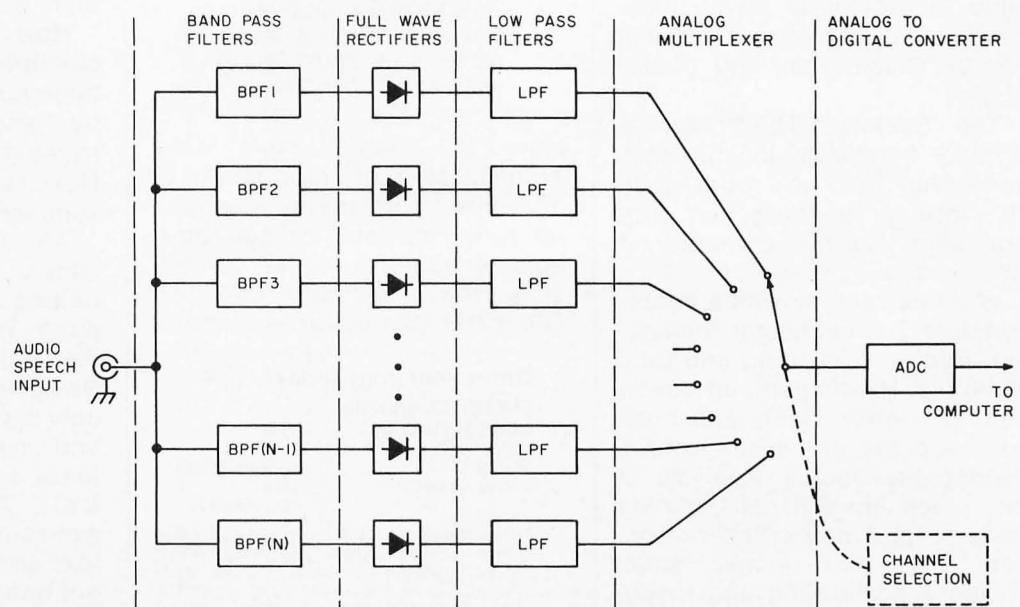 BAND PASS
FILTERS
FULL WAVE
RECTIFIERS
LOW PASS
FILTERS
ANALOG
MULTIPLEXER
ANALOG TO
DIGITAL CONVERTER
BPF1
LPF
BPF2
LPF
BPF3
LPF
AUDIO
SPEECH
INPUT
ADC
TO
COMPUTER
BPF(N-1)
LPF
BPF(N)
LPF
CHANNEL
SELECTION